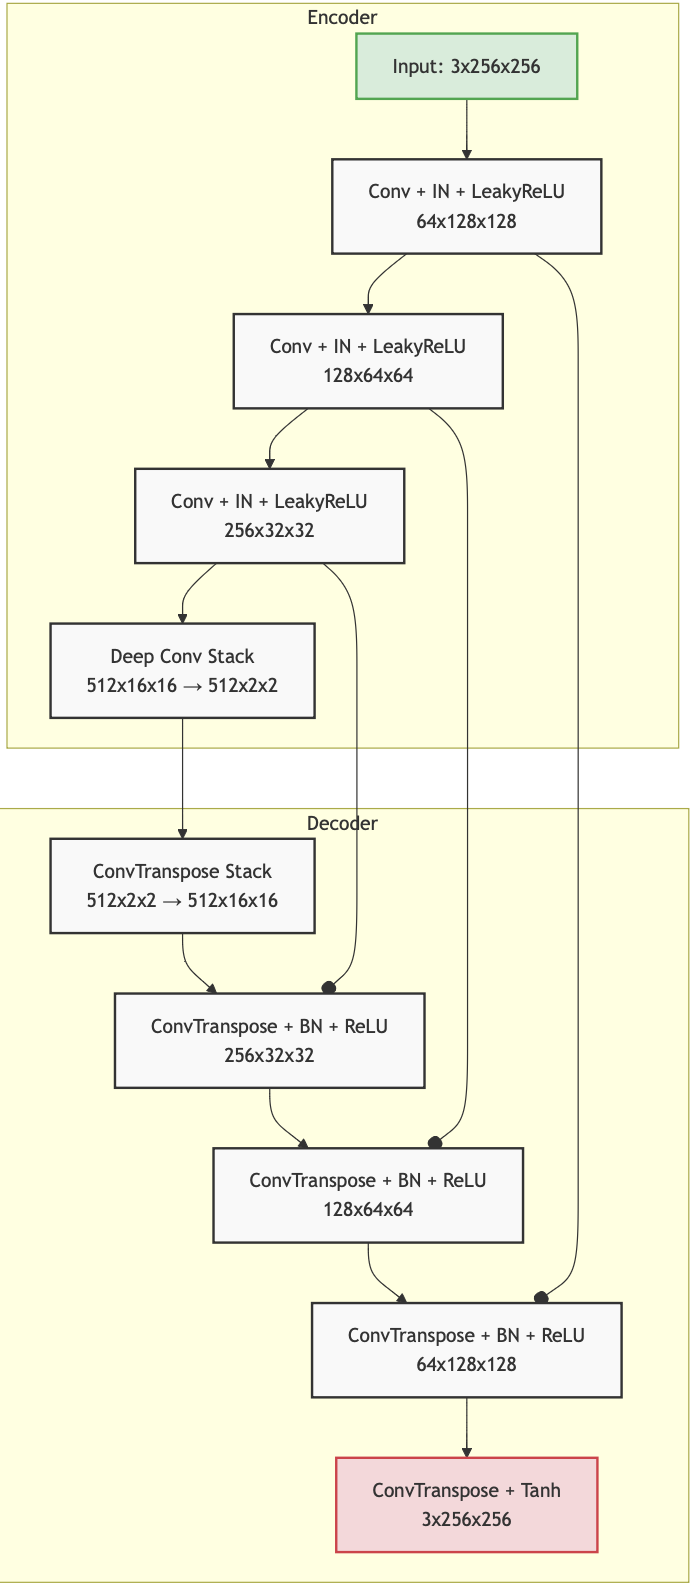 Encoder
Input: 3x256x256
Conv + IN + LeakyReLU
64x128x128
Conv + IN + LeakyReLU
128x64x64
Conv + IN + LeakyReLU
256x32x32
Deep Conv Stack
512x16x16 → 512x2x2
Decoder
ConvTranspose Stack
512x2x2 → 512x16x16
ConvTranspose + BN + ReLU
256x32x32
ConvTranspose + BN + ReLU
128x64x64
ConvTranspose + BN + ReLU
64x128x128
ConvTranspose + Tanh
3x256x256